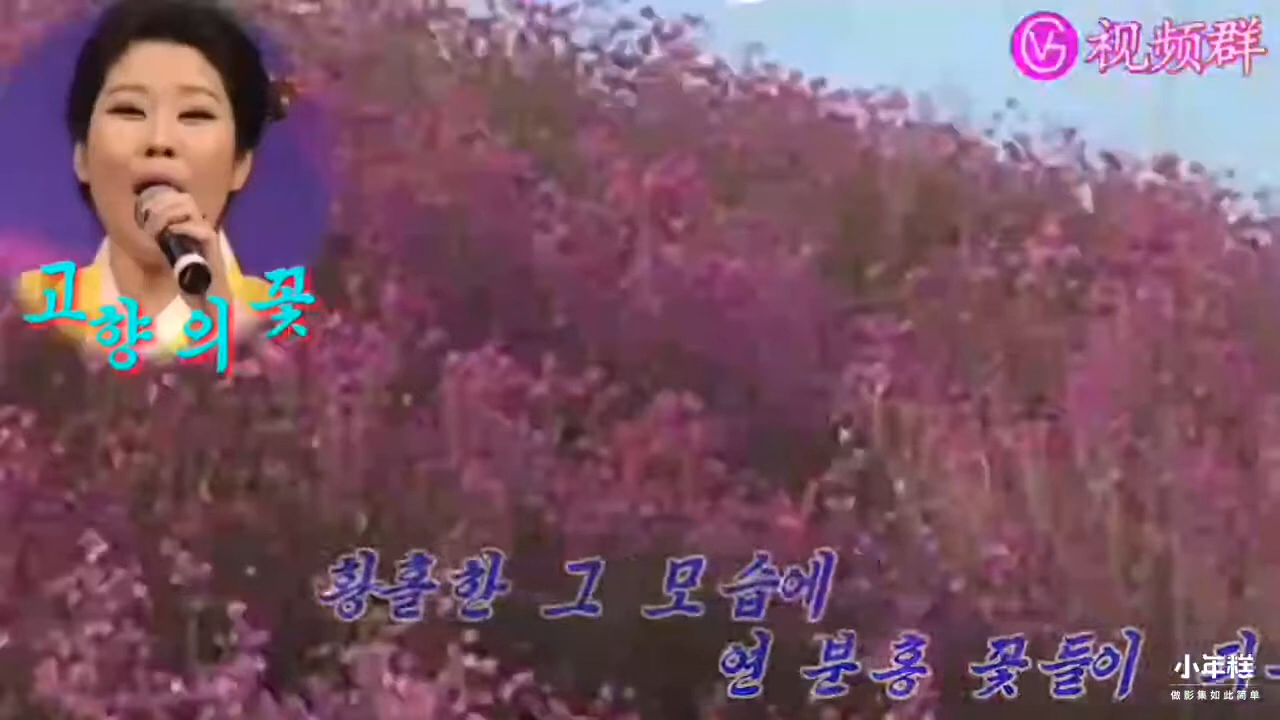 视频群
고향의 꽃
황홀한 그 모습에
연 분홍 꽃들이
小年糕
做影集如此简单